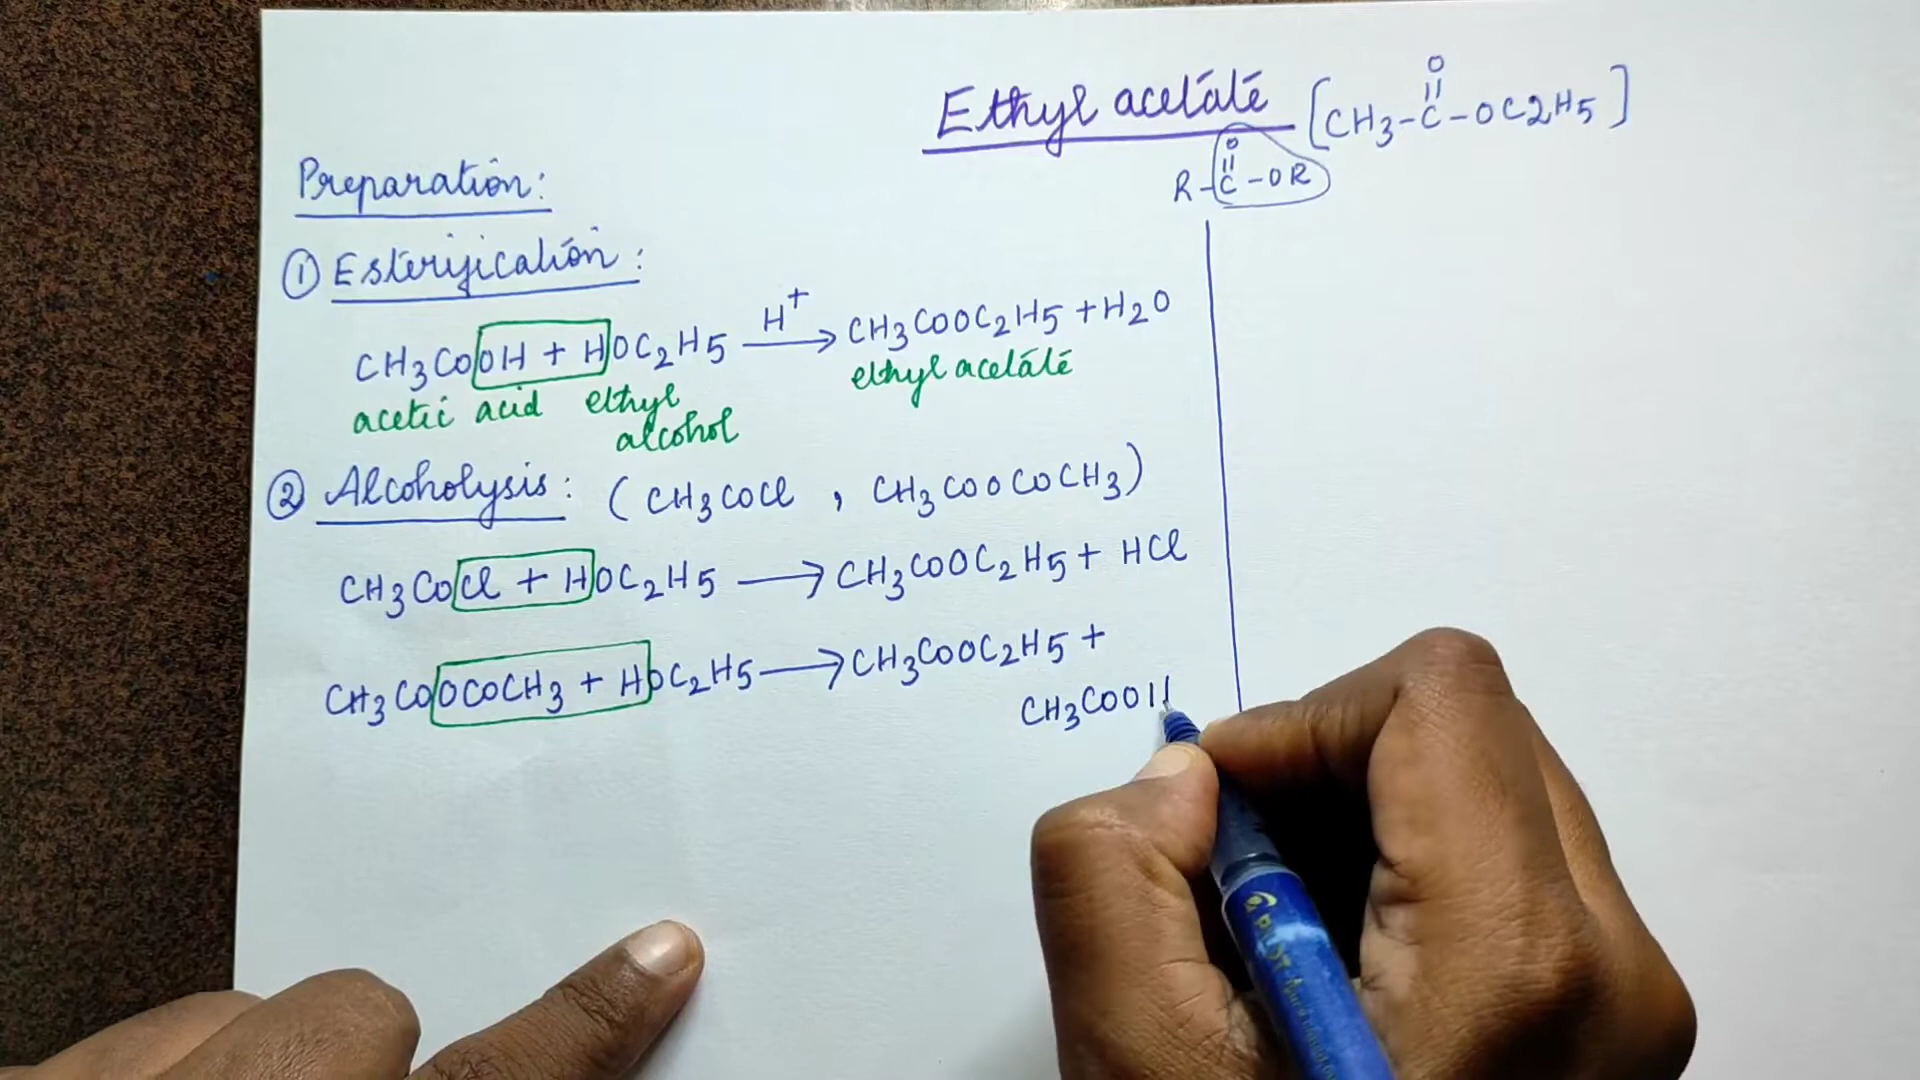 Ethyl acetate [CH3-C-OC2H5]
O
||
R-C-OR
O
||
Preparation:
① Esterification:
CH3COOH + HOC2H5 ⟶ CH3COOC2H5 + H2O
H+
acetic acid ethyl alcohol
ethyl acetate
② Alcoholysis: (CH3COCl , CH3COOCOCH3)
CH3COCl + HOC2H5 ⟶ CH3COOC2H5 + HCl
CH3COOCOCH3 + HOC2H5 ⟶ CH3COOC2H5 +
CH3COOH
PILOT